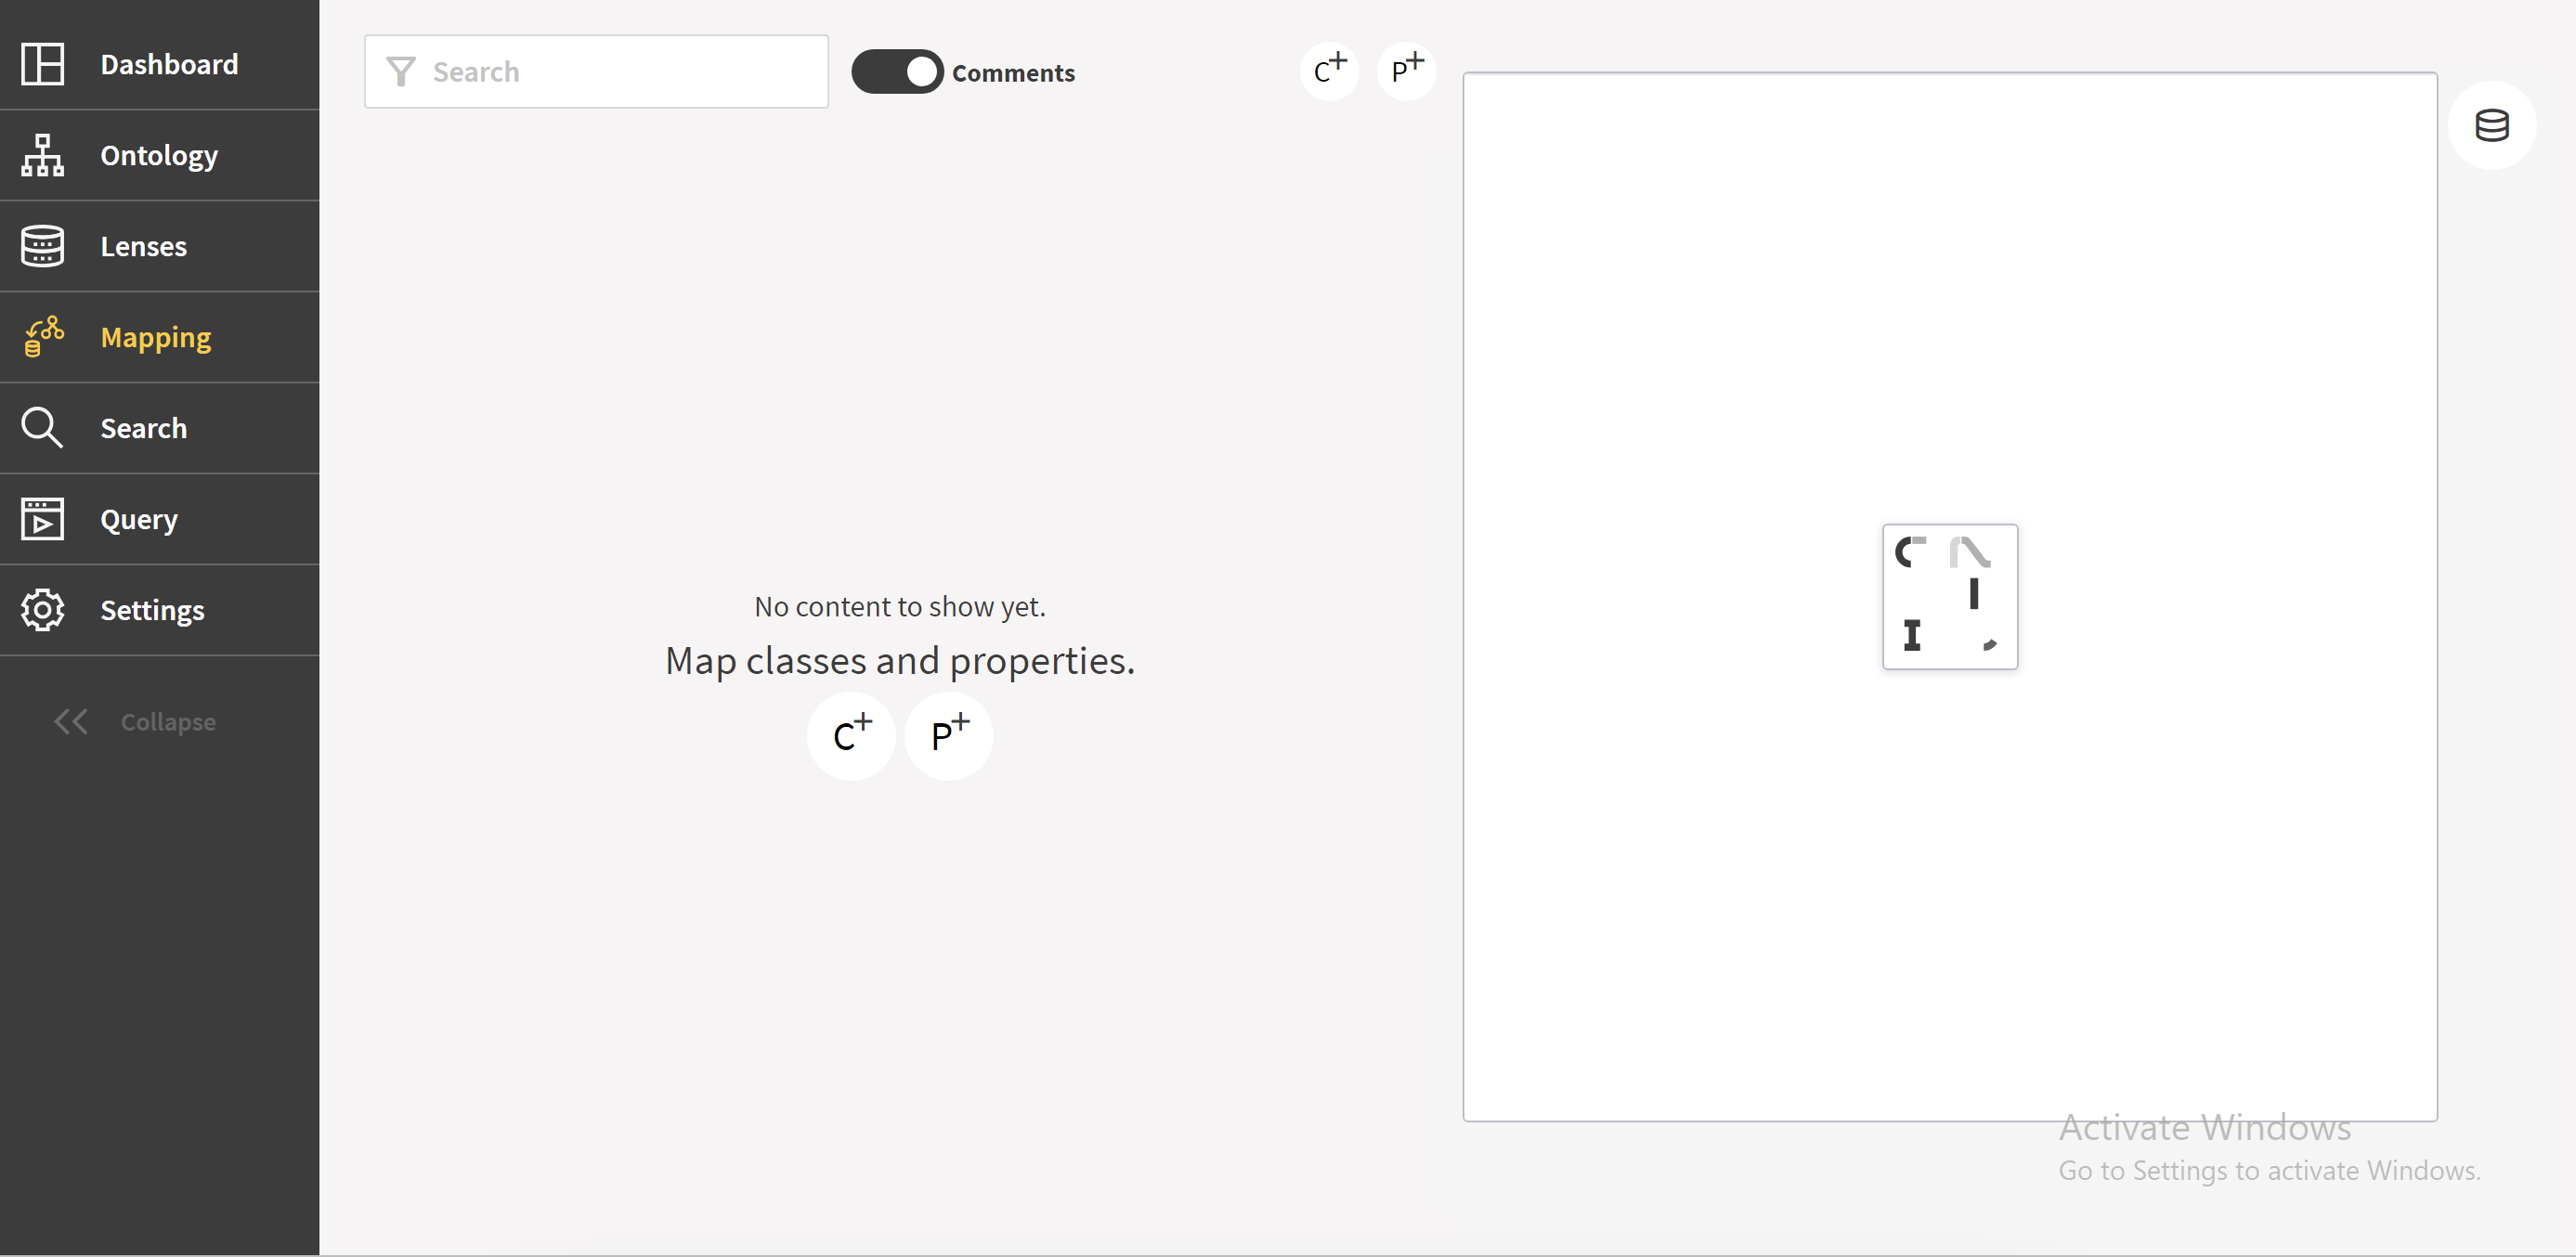 Dashboard
Ontology
Lenses
Mapping
Search
Query
Settings
Collapse
Search
Comments
C+
P+
No content to show yet.
Map classes and properties.
C+
P+
Activate Windows
Go to Settings to activate Windows.